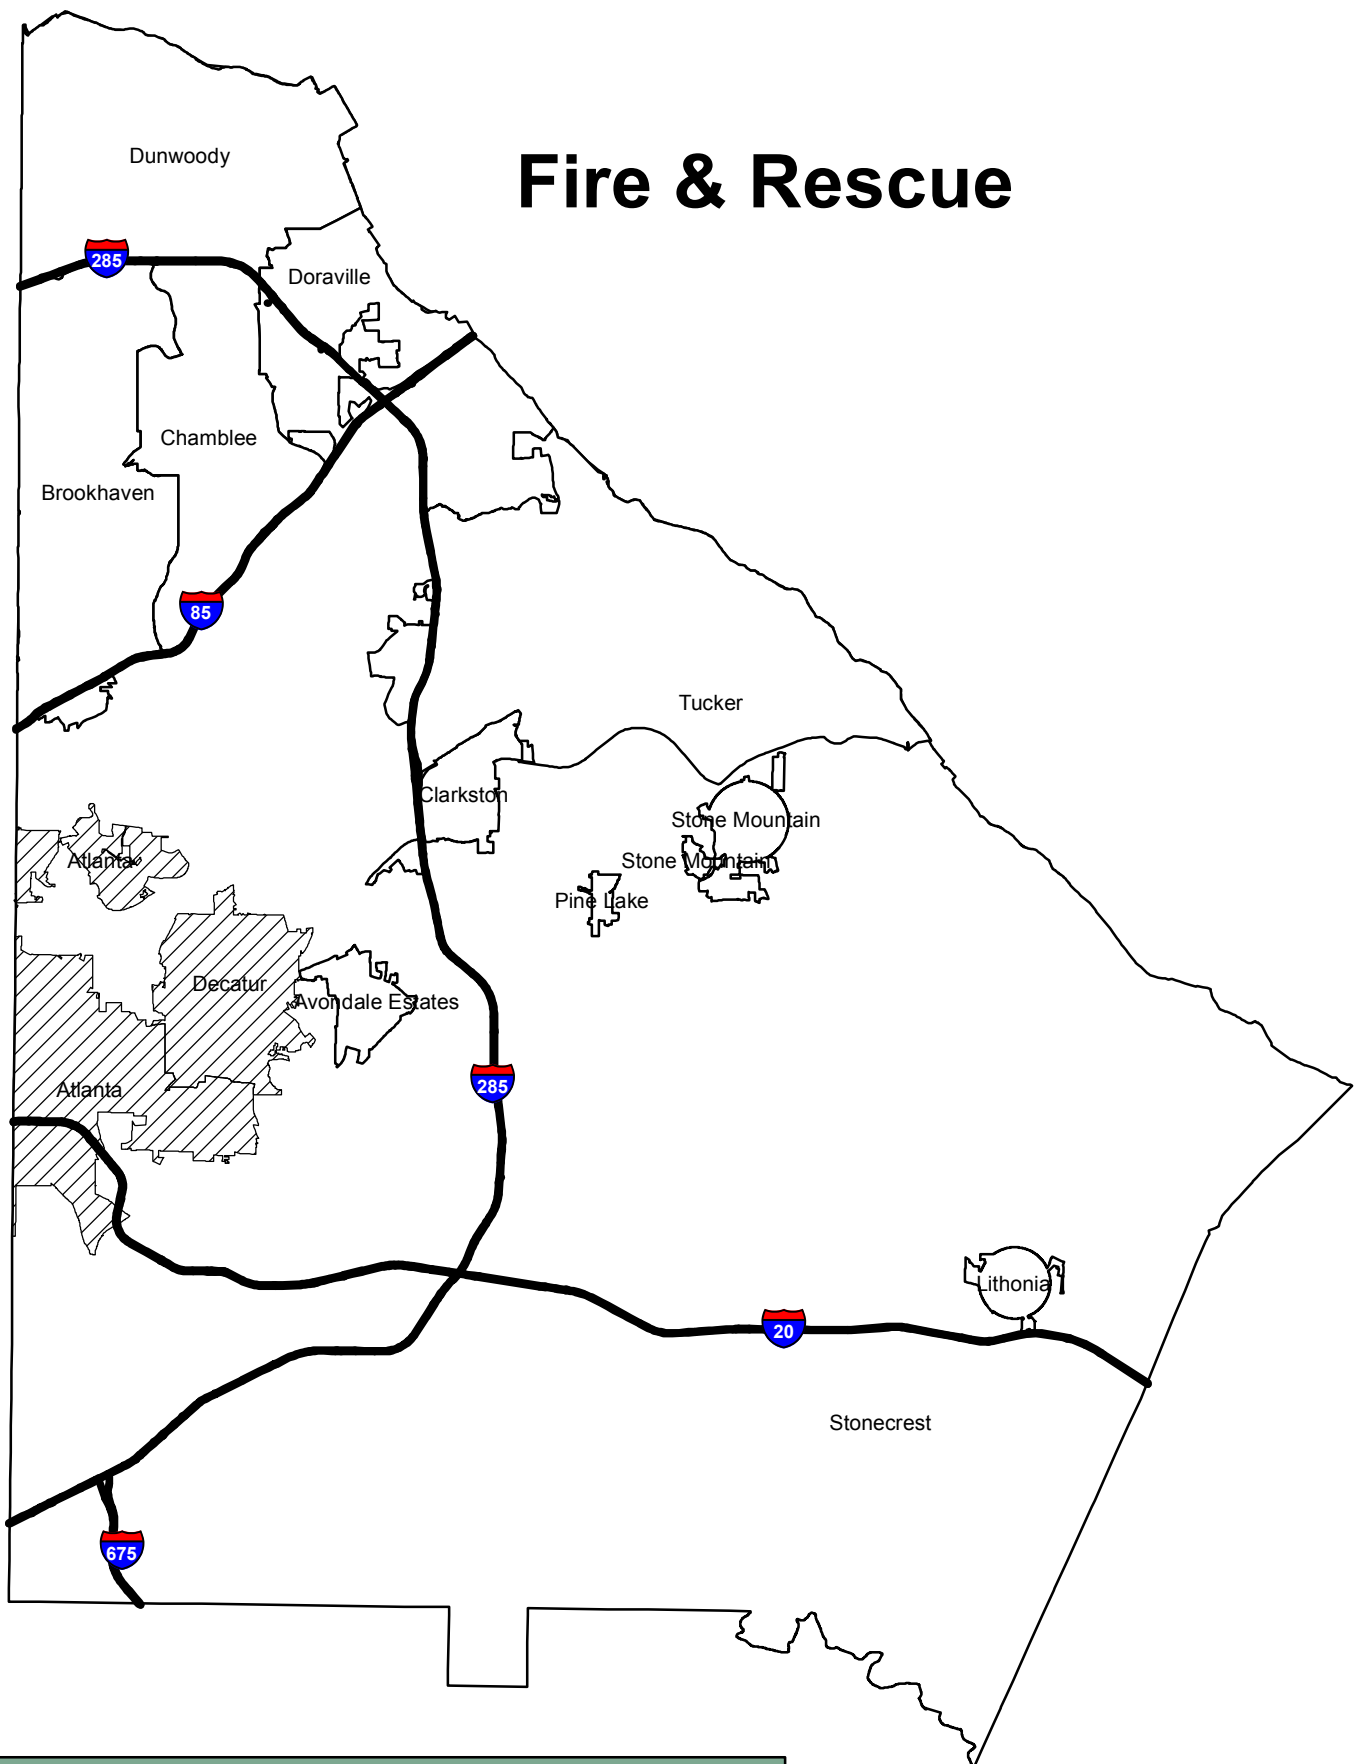 Fire & Rescue
Dunwoody
285
Doraville
Chamblee
Brookhaven
85
Tucker
Clarkston
Stone Mountain
Atlanta
Stone Mountain
Pine Lake
Decatur
Avondale Estates
285
Atlanta
Lithonia
20
Stonecrest
675